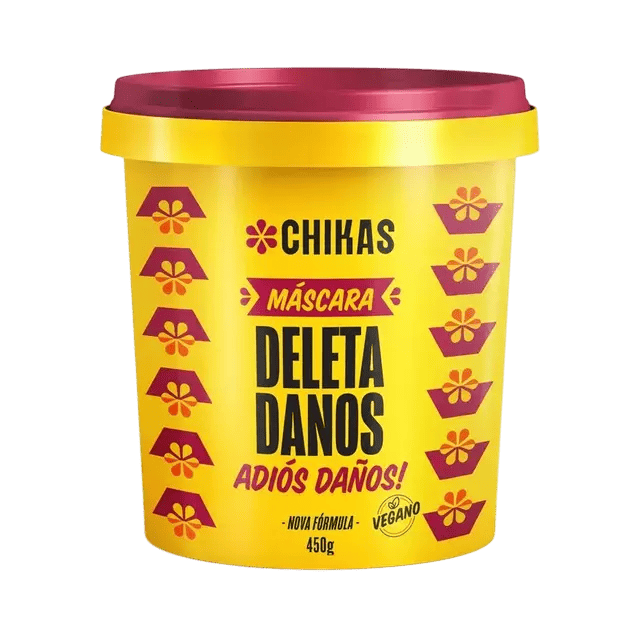 CHIKAS
MÁSCARA
DELETA
DANOS
ADIÓS DAÑOS!
- NOVA FÓRMULA -
VEGANO
450g